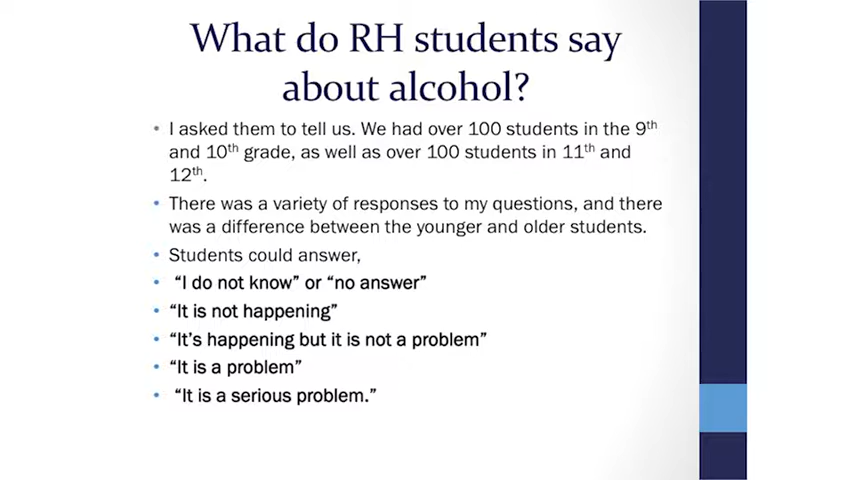 What do RH students say
about alcohol?
• I asked them to tell us. We had over 100 students in the 9th
and 10th grade, as well as over 100 students in 11th and
12th.
• There was a variety of responses to my questions, and there
was a difference between the younger and older students.
• Students could answer,
• “I do not know” or “no answer”
• “It is not happening”
• “It’s happening but it is not a problem”
• “It is a problem”
• “It is a serious problem.”